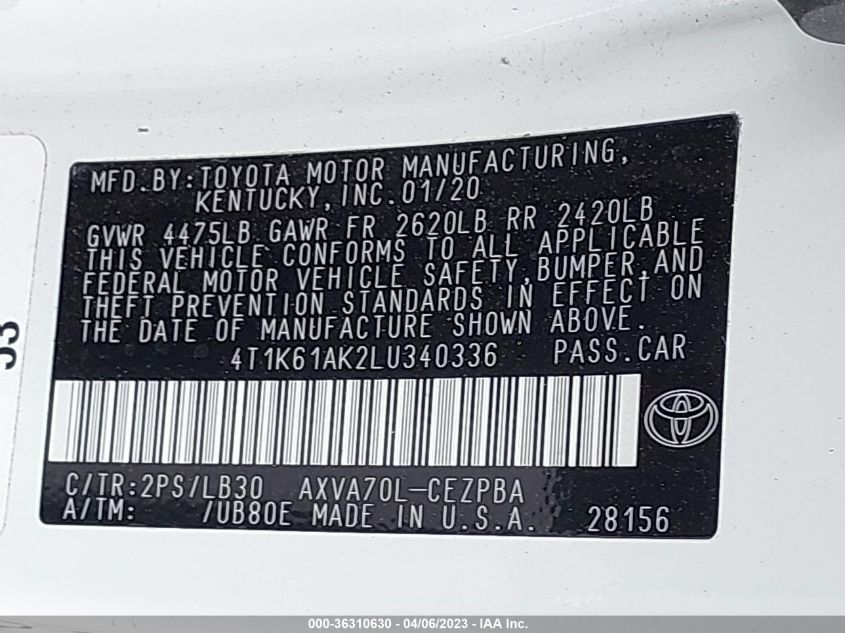 MFD.BY:TOYOTA MOTOR MANUFACTURING,
KENTUCKY,INC.01/20
GVWR 4475LB GAWR FR 2620LB RR 2420LB
THIS VEHICLE CONFORMS TO ALL APPLICABLE
FEDERAL MOTOR VEHICLE SAFETY,BUMPER,AND
THEFT PREVENTION STANDARDS IN EFFECT ON
THE DATE OF MANUFACTURE SHOWN ABOVE.
4T1K61AK2LU340336 PASS.CAR
C/TR:2PS/LB30 AXVA70L-CEZPBA
A/TM: /UB80E MADE IN U.S.A. 28156
53
000-36310630 - 04/06/2023 - IAA Inc.